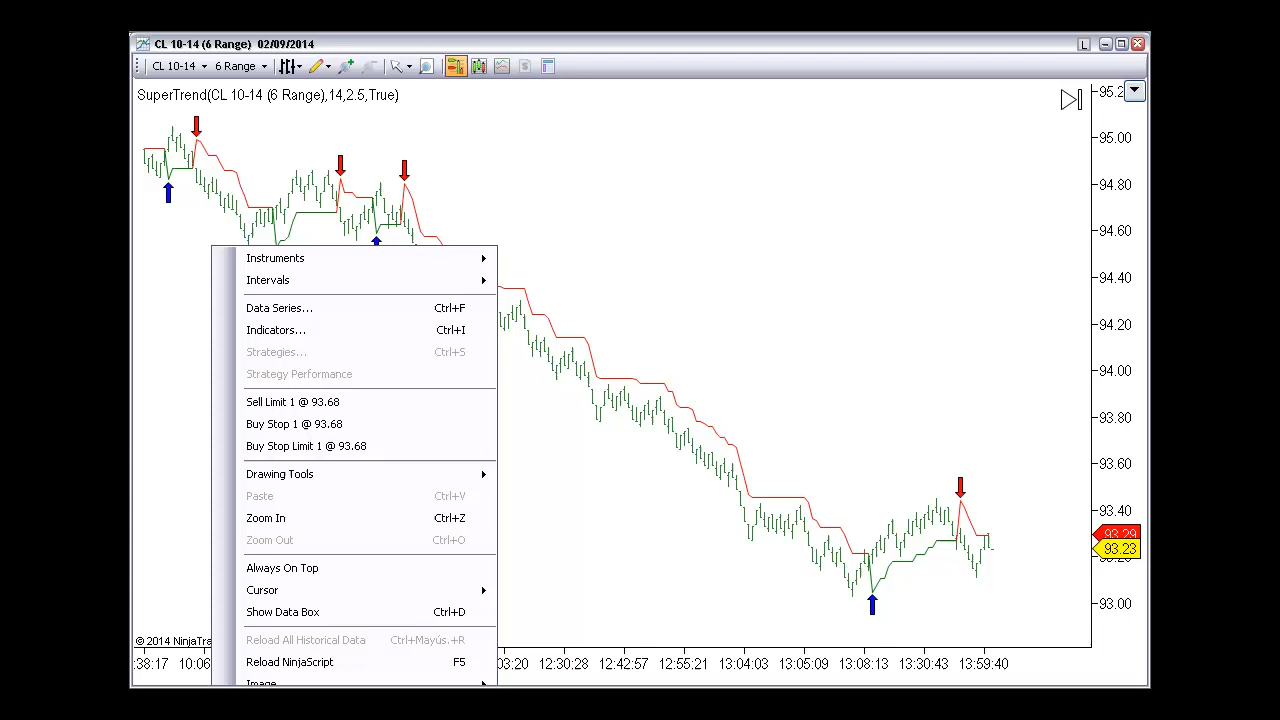 CL 10-14 (6 Range) 02/09/2014
L
CL 10-14 6 Range
SuperTrend(CL 10-14 (6 Range),14,2.5,True)
95.2
95.00
94.80
94.60
94.40
94.20
94.00
93.80
93.60
93.40
93.29
93.23
93.00
Instruments
Intervals
Data Series... Ctrl+F
Indicators... Ctrl+I
Strategies... Ctrl+S
Strategy Performance
Sell Limit 1 @ 93.68
Buy Stop 1 @ 93.68
Buy Stop Limit 1 @ 93.68
Drawing Tools
Paste Ctrl+V
Zoom In Ctrl+Z
Zoom Out Ctrl+O
Always On Top
Cursor
Show Data Box Ctrl+D
Reload All Historical Data Ctrl+Mayús.+R
Reload NinjaScript F5
Image
© 2014 NinjaTra
:38:17 10:06 03:20 12:30:28 12:42:57 12:55:21 13:04:03 13:05:09 13:08:13 13:30:43 13:59:40